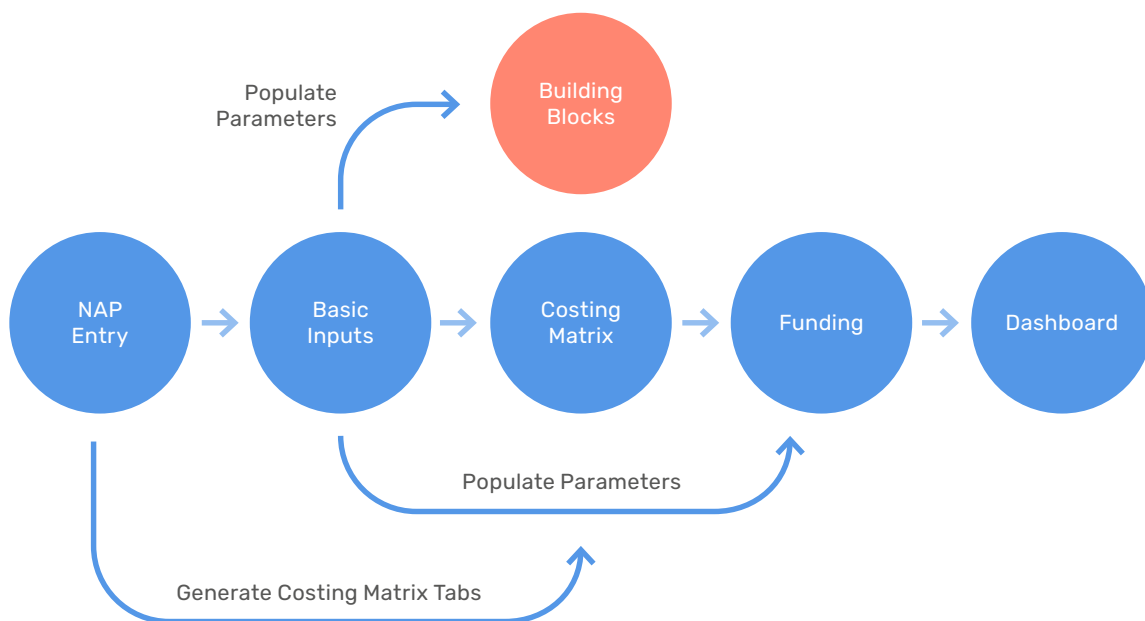 Building
Blocks
Populate
Parameters
NAP
Entry
Basic
Inputs
Costing
Matrix
Funding
Dashboard
Populate Parameters
Generate Costing Matrix Tabs